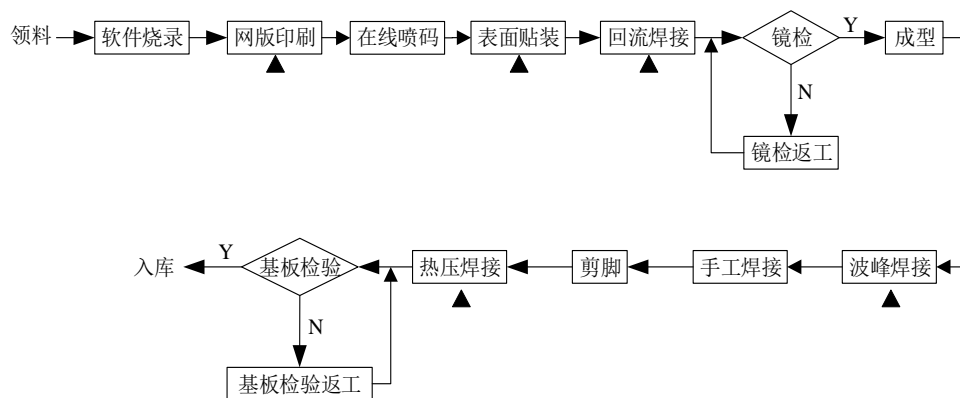 领料
软件烧录
网版印刷
在线喷码
表面贴装
回流焊接
镜检
Y
成型
N
镜检返工
入库
Y
基板检验
热压焊接
剪脚
手工焊接
波峰焊接
N
基板检验返工